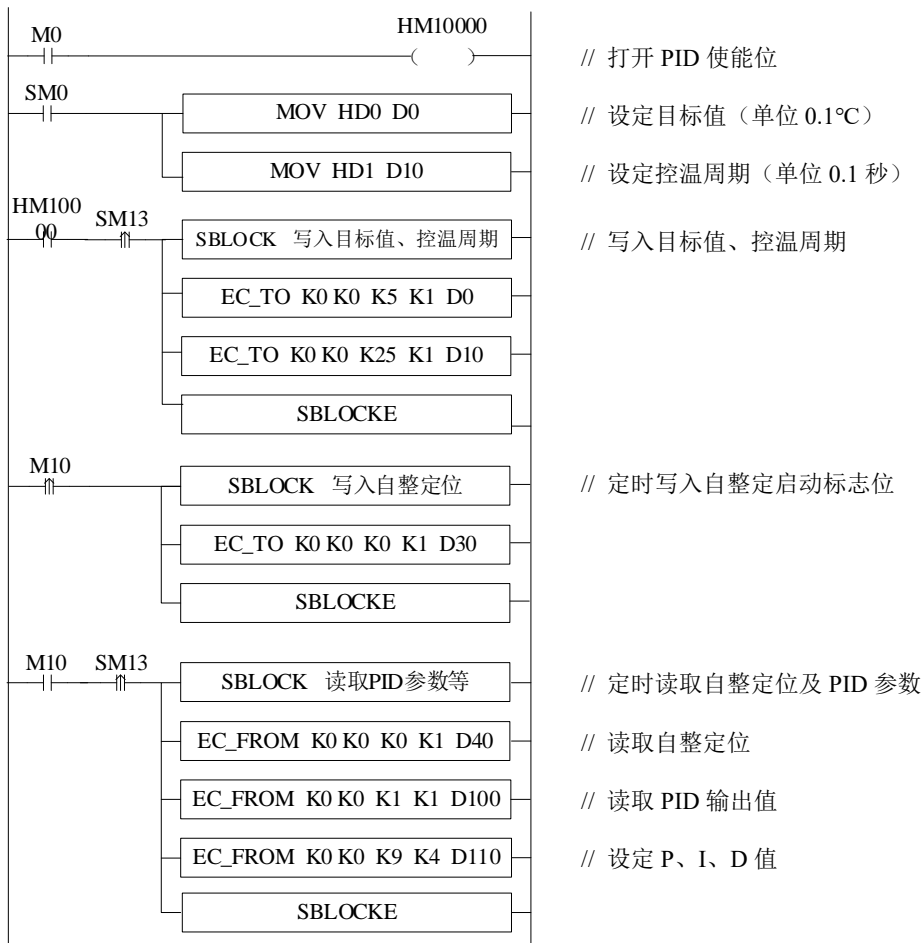 M0 HM10000 // 打开 PID 使能位
SM0 MOV HD0 D0 // 设定目标值（单位 0.1℃）
MOV HD1 D10 // 设定控温周期（单位 0.1 秒）
HM100
00 SM13 SBLOCK 写入目标值、控温周期 // 写入目标值、控温周期
EC_TO K0 K0 K5 K1 D0
EC_TO K0 K0 K25 K1 D10
SBLOCKE
M10 SBLOCK 写入自整定位 // 定时写入自整定启动标志位
EC_TO K0 K0 K0 K1 D30
SBLOCKE
M10 SM13 SBLOCK 读取PID参数等 // 定时读取自整定位及 PID 参数
EC_FROM K0 K0 K0 K1 D40 // 读取自整定位
EC_FROM K0 K0 K1 K1 D100 // 读取 PID 输出值
EC_FROM K0 K0 K9 K4 D110 // 设定 P、I、D 值
SBLOCKE